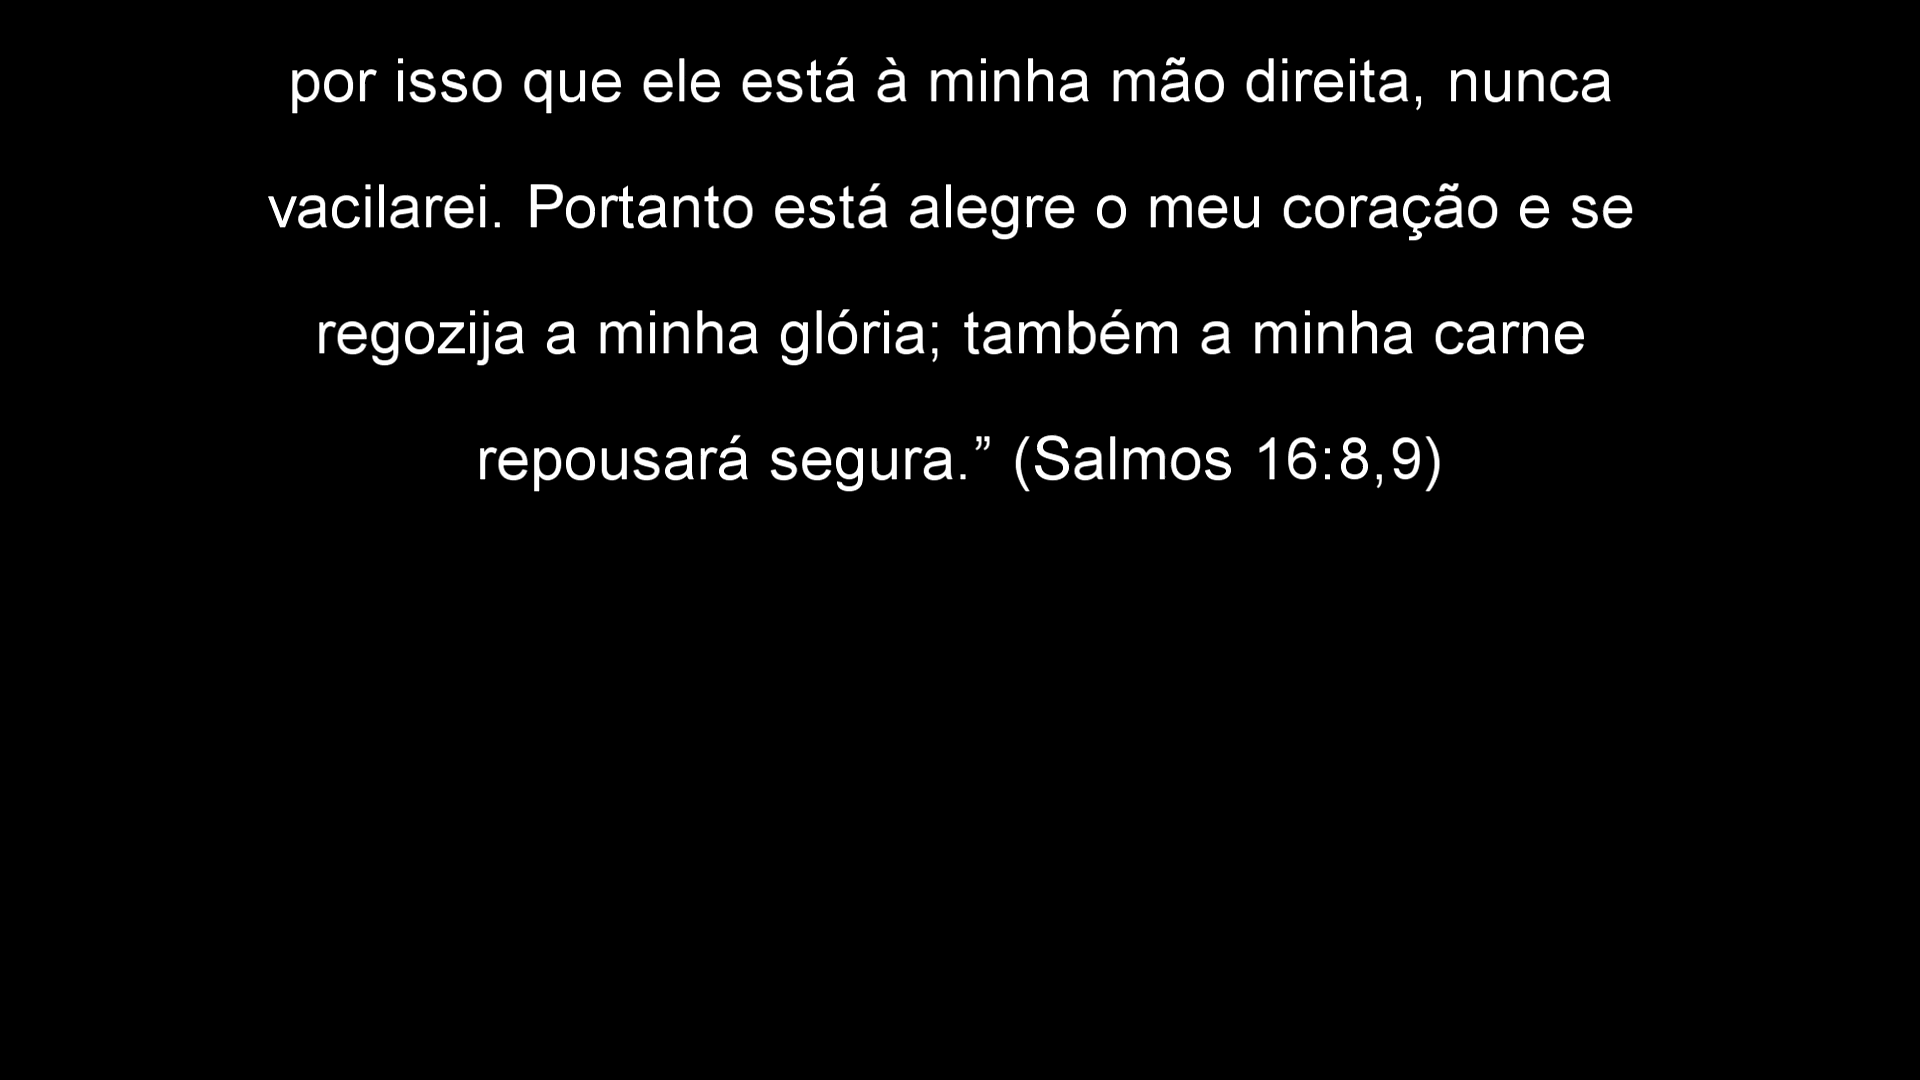 por isso que ele está à minha mão direita, nunca
vacilarei. Portanto está alegre o meu coração e se
regozija a minha glória; também a minha carne
repousará segura.” (Salmos 16:8,9)